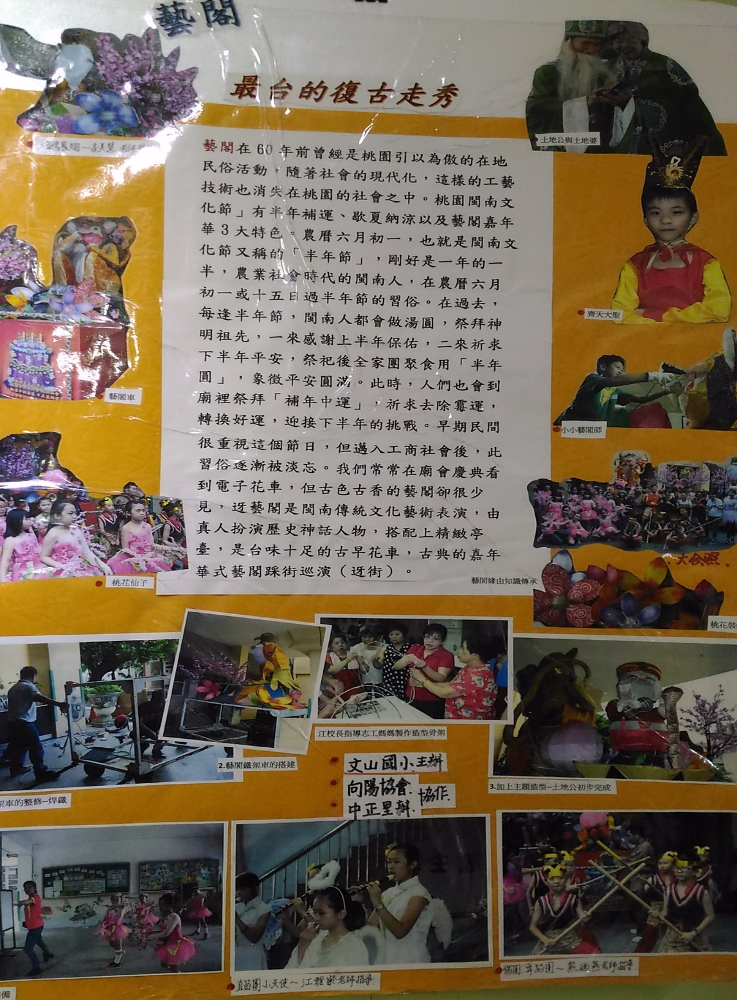 藝閣
最台的復古走秀
土地公與土地婆
藝閣在60年前曾經是桃園引以為傲的在地
民俗活動，隨著社會的現代化，這樣的工藝
技術也消失在桃園的社會之中。桃園閩南文
化節」有半年補運、歇夏納涼以及藝閣嘉年
華3大特色。農曆六月初一，也就是閩南文
化節又稱的「半年節」，剛好是一年的一
半，農業社會時代的閩南人，在農曆六月
初一或十五日過半年節的習俗。在過去，
每逢半年節，閩南人都會做湯圓，祭拜神
明祖先，一來感謝上半年保佑，二來祈求
下半年平安，祭祀後全家團聚食用「半年
圓」，象徵平安圓滿。此時，人們也會到
廟裡祭拜「補年中運」，祈求去除霉運，
轉換好運，迎接下半年的挑戰。早期民間
很重視這個節日，但邁入工商社會後，此
習俗逐漸被淡忘。我們常常在廟會慶典看
到電子花車，但古色古香的藝閣卻很少
見，迓藝閣是閩南傳統文化藝術表演，由
真人扮演歷史神話人物，搭配上精緻亭
臺，是台味十足的古早花車，古典的嘉年
華式藝閣踩街巡演（迓街）。
藝閣緣由知識傳承
齊天大聖
藝閣車
小小藝閣師
大合照.
桃花仙子
桃花裝
江校長指導志工媽媽製作造型骨架
2.藝閣鐵架車的搭建
3.加上主題造型--土地公初步完成
架車的整修--焊鐵
文山國小.主辦
向陽協會.
中正里辦.
協作.
直笛團小天使～江雅齡老師指導
老師指導
備